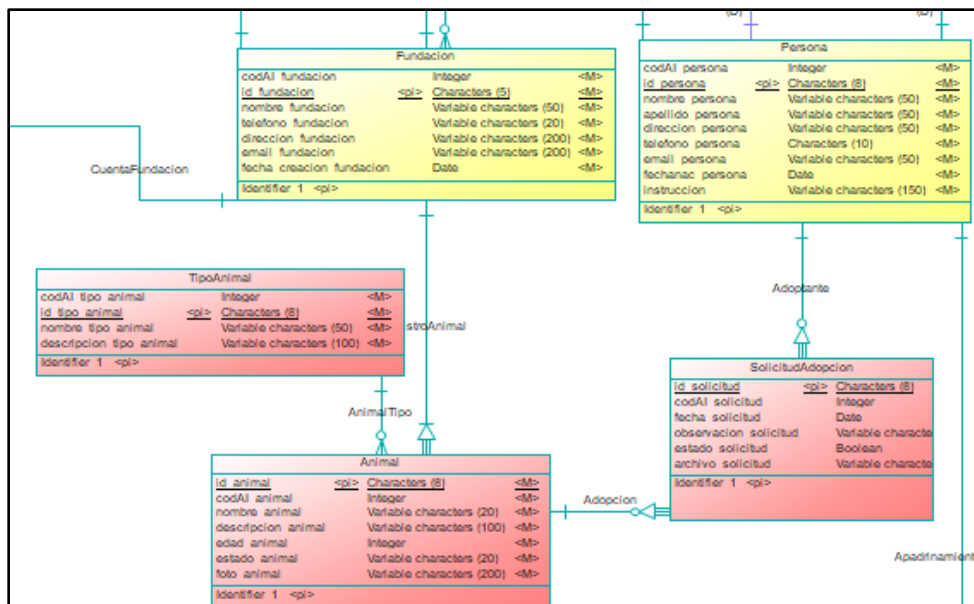 (D)
(D)
Fundacion
codAI fundacion Integer <M>
id fundacion <pi> Characters (5) <M>
nombre fundacion Variable characters (50) <M>
telefono fundacion Variable characters (20) <M>
direccion fundacion Variable characters (200) <M>
email fundacion Variable characters (200) <M>
fecha creacion fundacion Date <M>
Identifier 1 <pi>
Persona
codAI persona Integer <M>
id persona <pi> Characters (8) <M>
nombre persona Variable characters (50) <M>
apellido persona Variable characters (50) <M>
direccion persona Variable characters (50) <M>
telefono persona Characters (10) <M>
email persona Variable characters (50) <M>
fechanac persona Date <M>
instruccion Variable characters (150) <M>
Identifier 1 <pi>
CuentaFundacion
TipoAnimal
codAI tipo animal Integer <M>
id tipo animal <pi> Characters (8) <M>
nombre tipo animal Variable characters (50) <M>
descripcion tipo animal Variable characters (100) <M>
Identifier 1 <pi>
stroAnimal
Adoptante
SolicitudAdopcion
id solicitud <pi> Characters (8)
codAI solicitud Integer
fecha solicitud Date
observacion solicitud Variable characte
estado solicitud Boolean
archivo solicitud Variable characte
Identifier 1 <pi>
AnimalTipo
Animal
id animal <pi> Characters (8) <M>
codAI animal Integer <M>
nombre animal Variable characters (20) <M>
descripcion animal Variable characters (100) <M>
edad animal Integer <M>
estado animal Variable characters (20) <M>
foto animal Variable characters (200) <M>
Identifier 1 <pi>
Adopcion
Apadrinamient